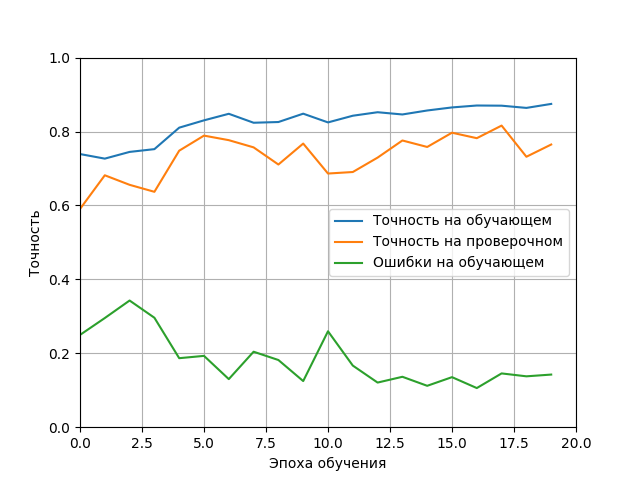 1.0
0.8
0.6
0.4
0.2
0.0
Точность
Точность на обучающем
Точность на проверочном
Ошибки на обучающем
0.0 2.5 5.0 7.5 10.0 12.5 15.0 17.5 20.0
Эпоха обучения